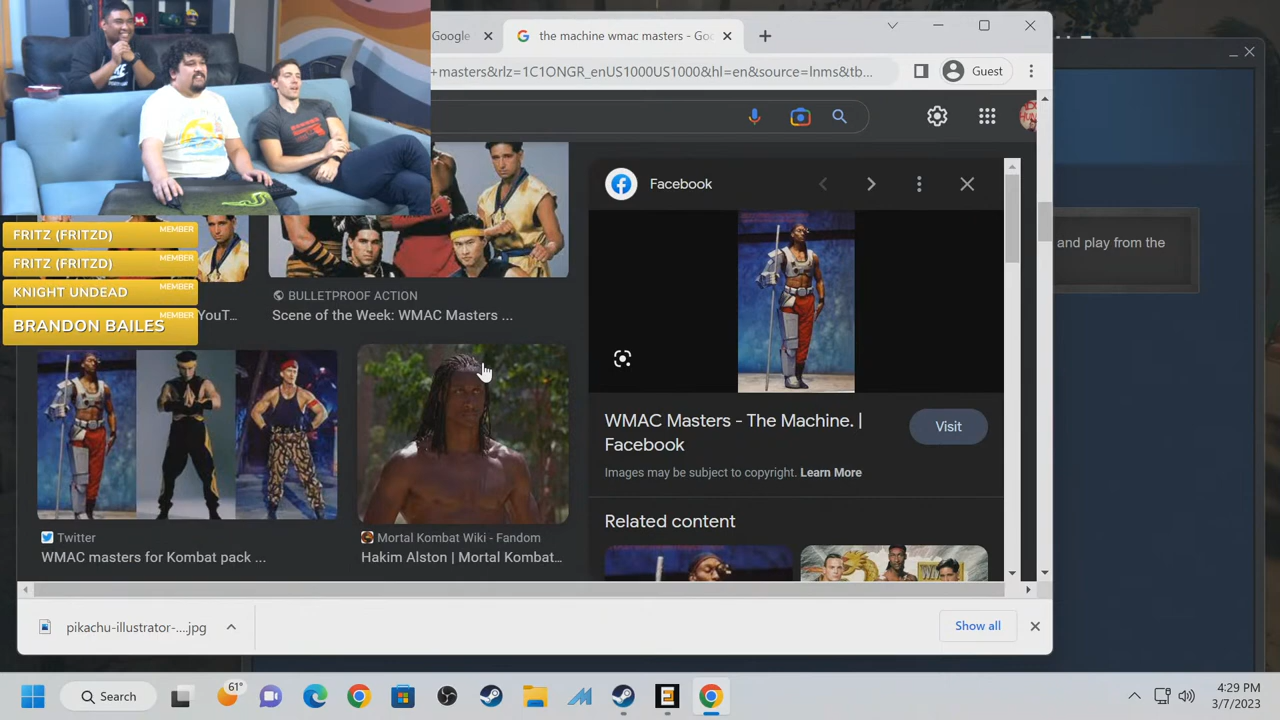 Google
the machine wmac masters - Goo
+masters&rlz=1C1ONGR_enUS1000US1000&hl=en&source=lnms&tb...
Guest
Facebook
and play from the
FRITZ (FRITZD)
MEMBER
FRITZ (FRITZD)
MEMBER
KNIGHT UNDEAD
MEMBER
BRANDON BAILES
MEMBER
YouT...
BULLETPROOF ACTION
Scene of the Week: WMAC Masters ...
WMAC Masters - The Machine. |
Facebook
Visit
Images may be subject to copyright. Learn More
Related content
Twitter
WMAC masters for Kombat pack ...
Mortal Kombat Wiki - Fandom
Hakim Alston | Mortal Kombat...
pikachu-illustrator-....jpg
Show all
Search
61°
4:29 PM
3/7/2023